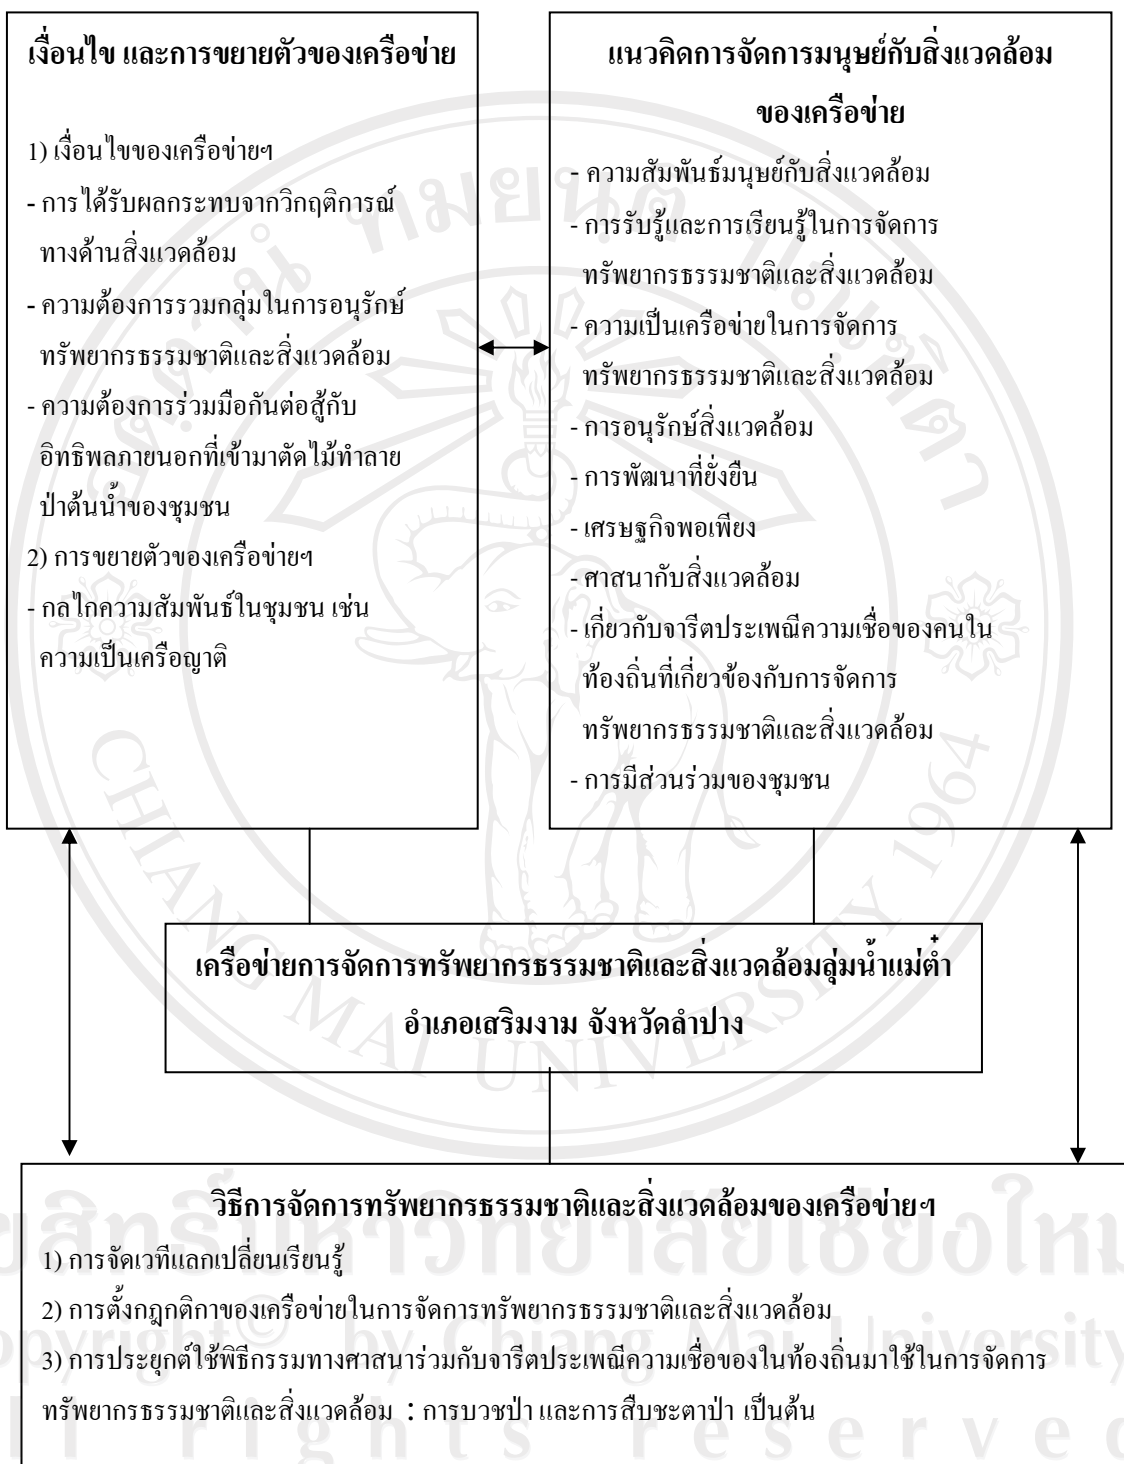 เงื่อนไข และการขยายตัวของเครือข่าย
1) เงื่อนไขของเครือข่ายฯ
- การได้รับผลกระทบจากวิกฤติการณ์
ทางด้านสิ่งแวดล้อม
- ความต้องการรวมกลุ่มในการอนุรักษ์
ทรัพยากรธรรมชาติและสิ่งแวดล้อม
- ความต้องการร่วมมือกันต่อสู้กับ
อิทธิพลภายนอกที่เข้ามาตัดไม้ทำลาย
ป่าต้นน้ำของชุมชน
2) การขยายตัวของเครือข่ายฯ
- กลไกความสัมพันธ์ในชุมชน เช่น
ความเป็นเครือญาติ
แนวคิดการจัดการมนุษย์กับสิ่งแวดล้อม
ของเครือข่าย
- ความสัมพันธ์มนุษย์กับสิ่งแวดล้อม
- การรับรู้และการเรียนรู้ในการจัดการ
ทรัพยากรธรรมชาติและสิ่งแวดล้อม
- ความเป็นเครือข่ายในการจัดการ
ทรัพยากรธรรมชาติและสิ่งแวดล้อม
- การอนุรักษ์สิ่งแวดล้อม
- การพัฒนาที่ยั่งยืน
- เศรษฐกิจพอเพียง
- ศาสนากับสิ่งแวดล้อม
- เกี่ยวกับจารีตประเพณีความเชื่อของคนใน
ท้องถิ่นที่เกี่ยวข้องกับการจัดการ
ทรัพยากรธรรมชาติและสิ่งแวดล้อม
- การมีส่วนร่วมของชุมชน
เครือข่ายการจัดการทรัพยากรธรรมชาติและสิ่งแวดล้อมลุ่มน้ำแม่ต๋ำ
อำเภอเสริมงาม จังหวัดลำปาง
วิธีการจัดการทรัพยากรธรรมชาติและสิ่งแวดล้อมของเครือข่ายฯ
1) การจัดเวทีแลกเปลี่ยนเรียนรู้
2) การตั้งกฎกติกาของเครือข่ายในการจัดการทรัพยากรธรรมชาติและสิ่งแวดล้อม
3) การประยุกต์ใช้พิธีกรรมทางศาสนาร่วมกับจารีตประเพณีความเชื่อของในท้องถิ่นมาใช้ในการจัดการ
ทรัพยากรธรรมชาติและสิ่งแวดล้อม : การบวชป่า และการสืบชะตาป่า เป็นต้น
CHIANG MAI UNIVERSITY 1964
by Chiang Mai University
rights reserved